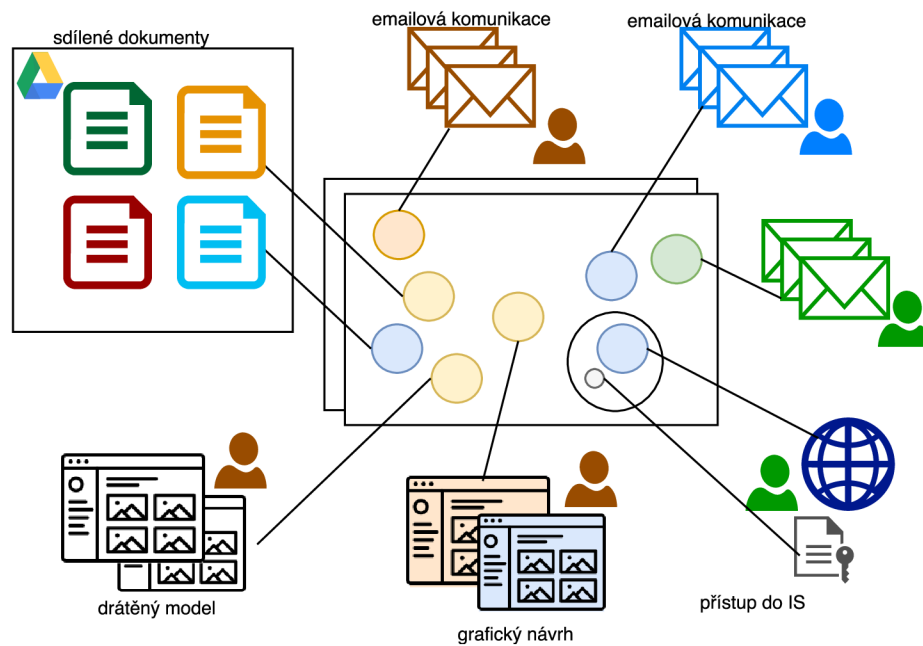 emailová komunikace
emailová komunikace
sdílené dokumenty
drátěný model
grafický návrh
přístup do IS